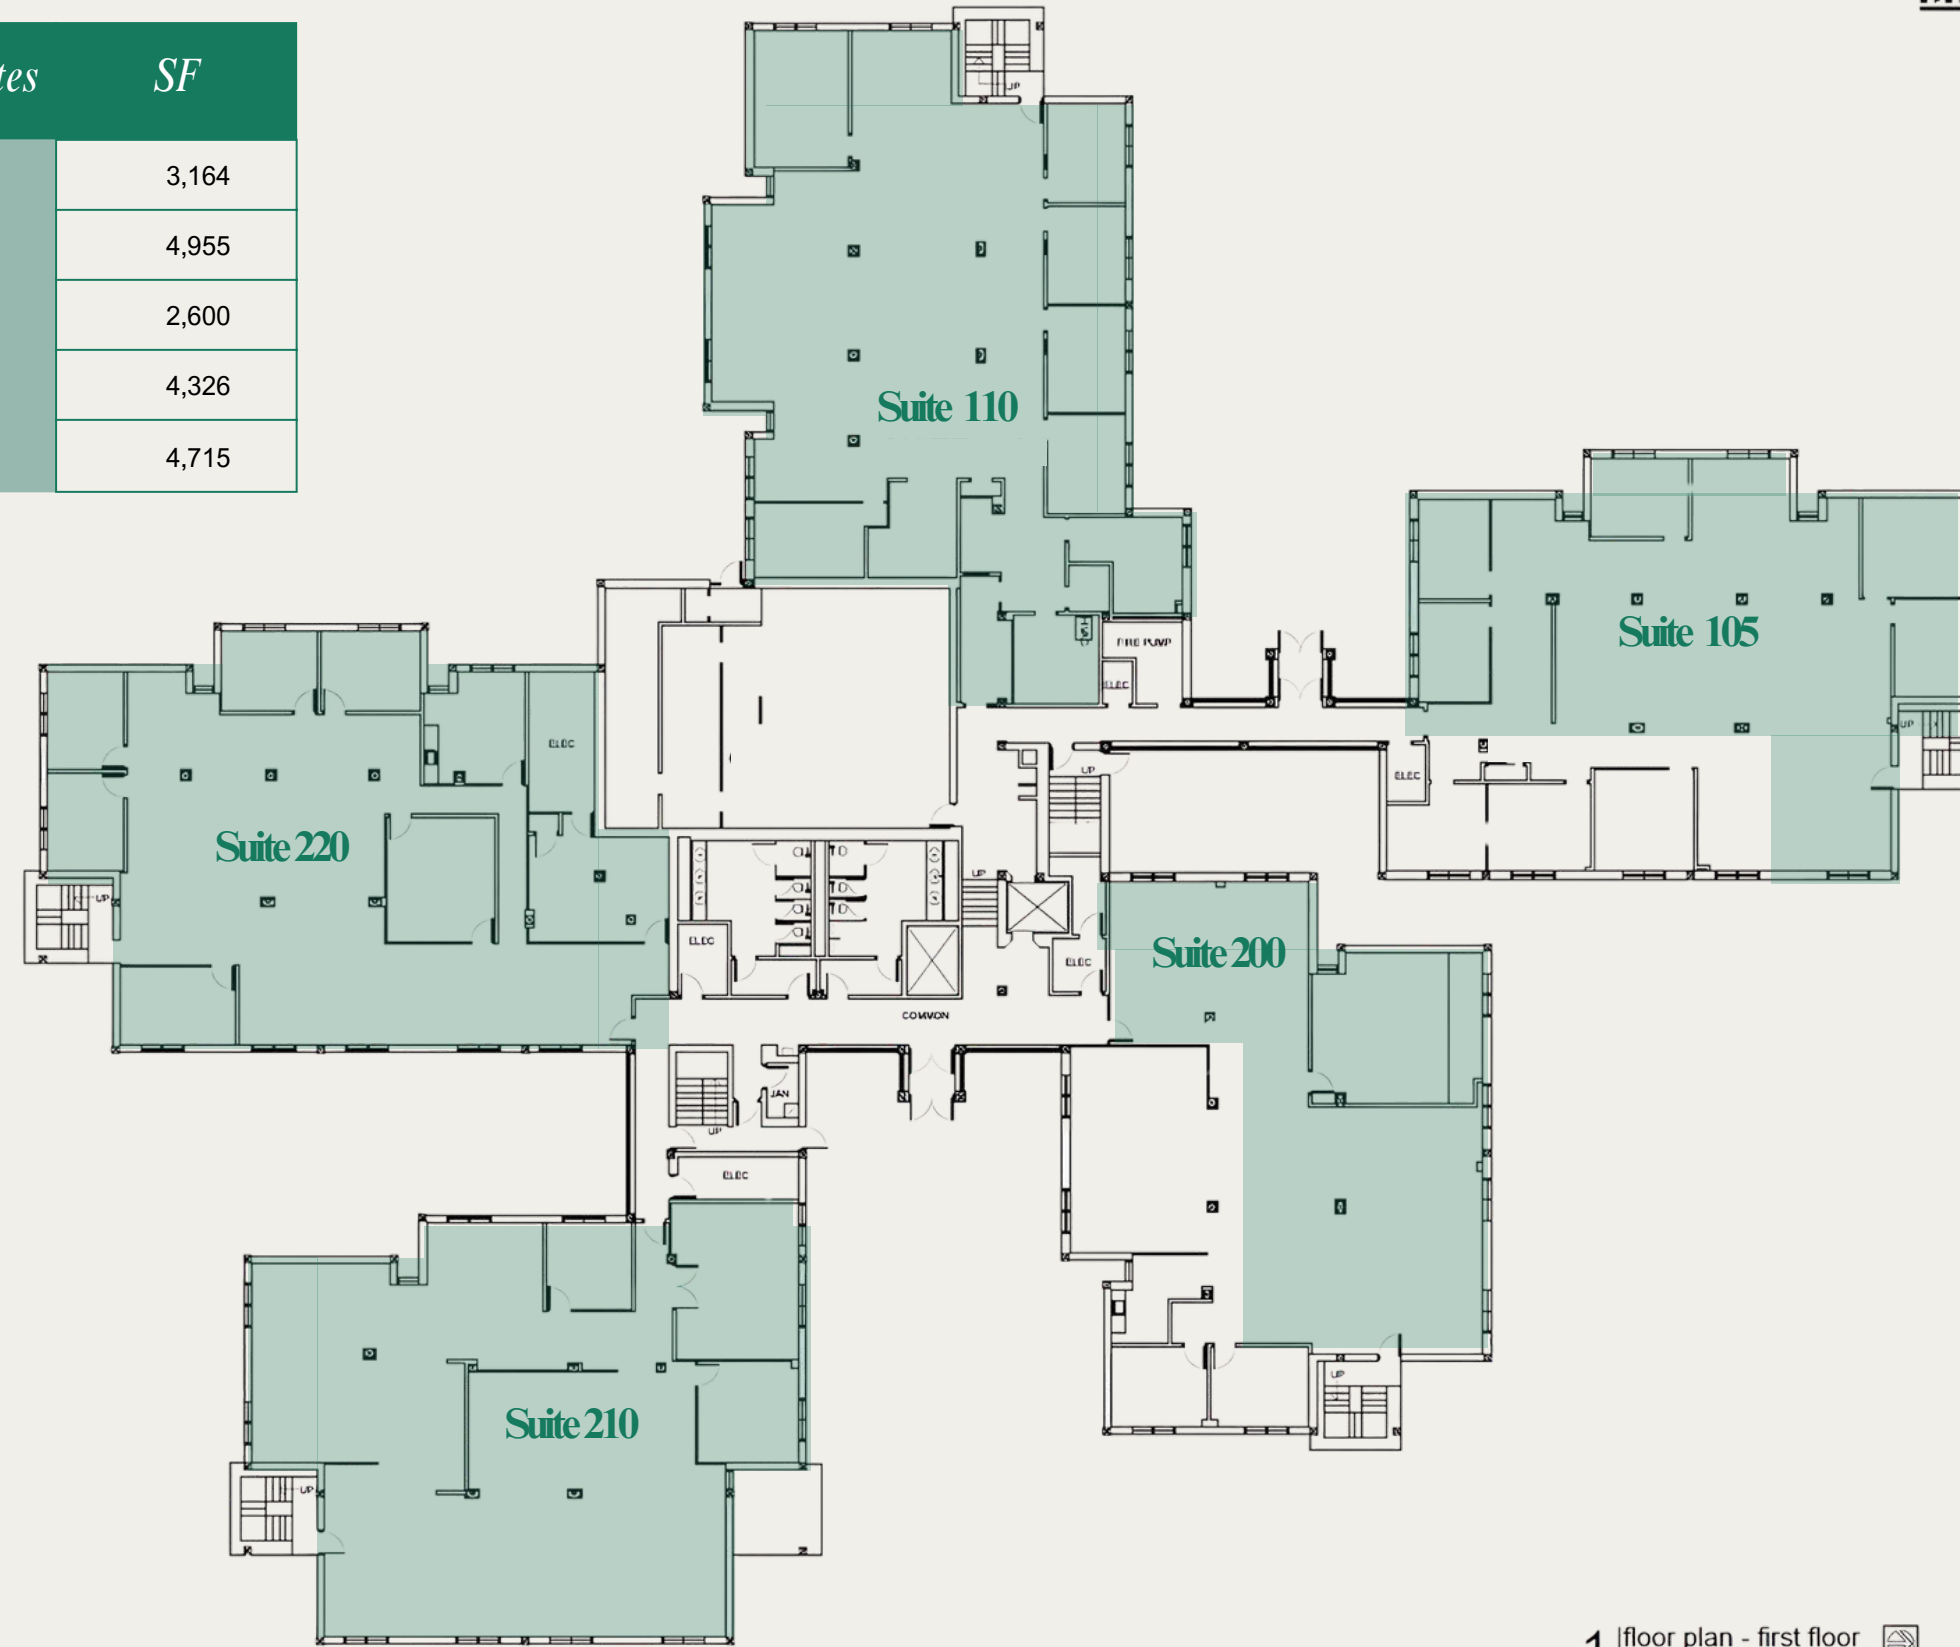 tes SF
3,164
4,955
2,600
4,326
4,715
UP
Suite 110
Suite 105
FIRE PUMP
ELEC
UP
ELEC
UP
ELEC
Suite 220
UP
UP
ELEC
Suite 200
ELEC
COMMON
JAN
UP
ELEC
UP
Suite 210
UP
1 floor plan - first floor